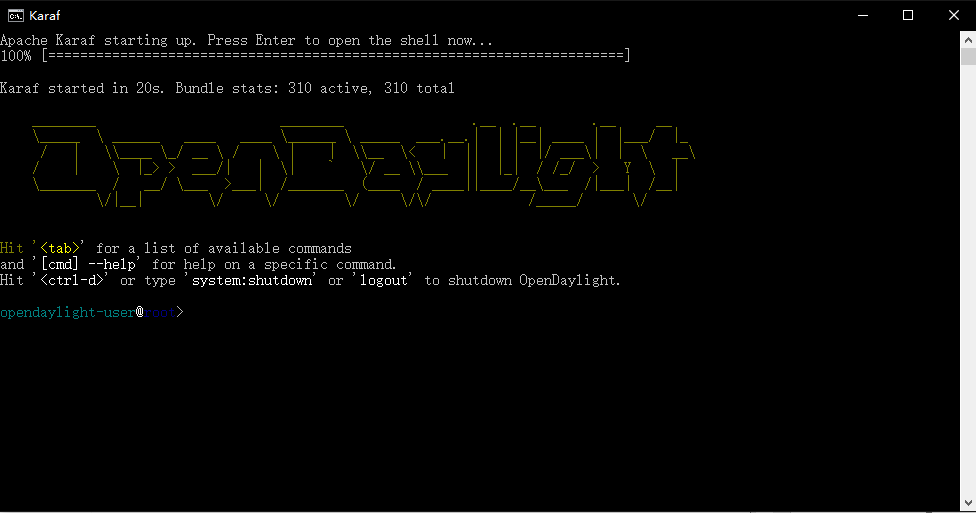 Karaf
Apache Karaf starting up. Press Enter to open the shell now...
100% [========================================================================]
Karaf started in 20s. Bundle stats: 310 active, 310 total
OpenDaylight
Hit '<tab>' for a list of available commands
and '[cmd] --help' for help on a specific command.
Hit '<ctrl-d>' or type 'system:shutdown' or 'logout' to shutdown OpenDaylight.
opendaylight-user@root>